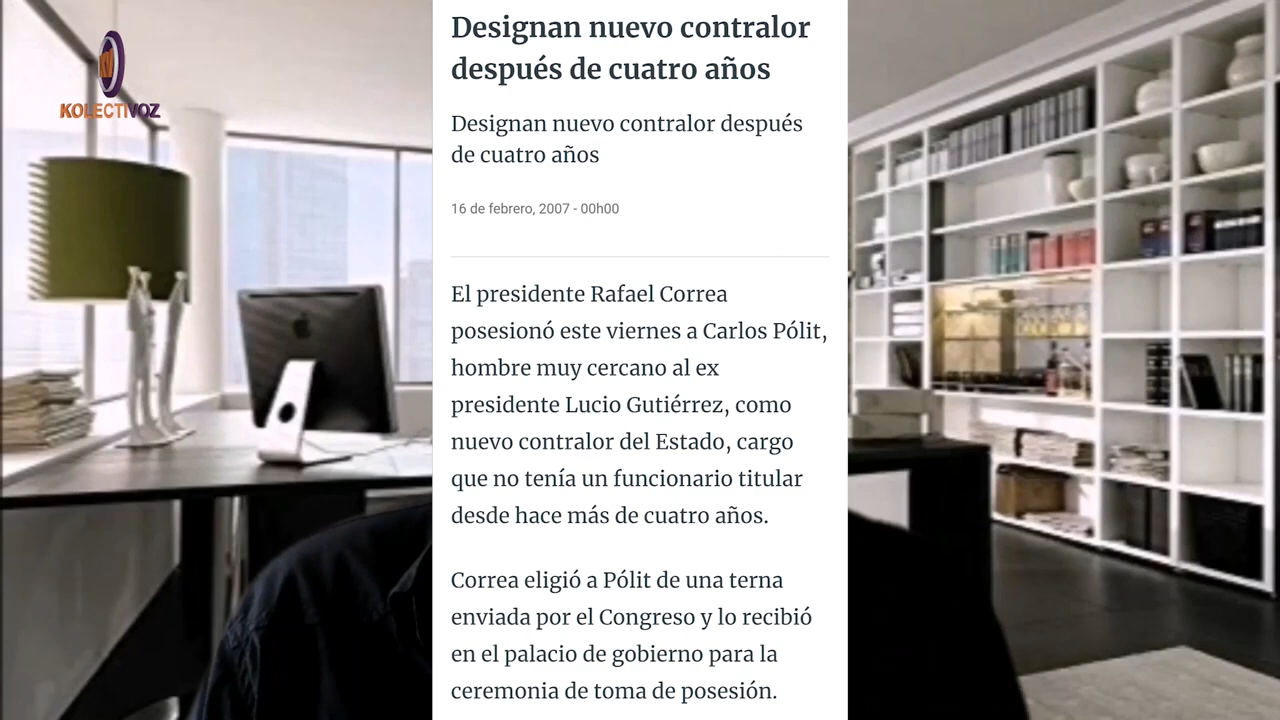 KOLECTIVOZ
Designan nuevo contralor
después de cuatro años
Designan nuevo contralor después
de cuatro años
16 de febrero, 2007 - 00h00
El presidente Rafael Correa
posesionó este viernes a Carlos Pólit,
hombre muy cercano al ex
presidente Lucio Gutiérrez, como
nuevo contralor del Estado, cargo
que no tenía un funcionario titular
desde hace más de cuatro años.
Correa eligió a Pólit de una terna
enviada por el Congreso y lo recibió
en el palacio de gobierno para la
ceremonia de toma de posesión.